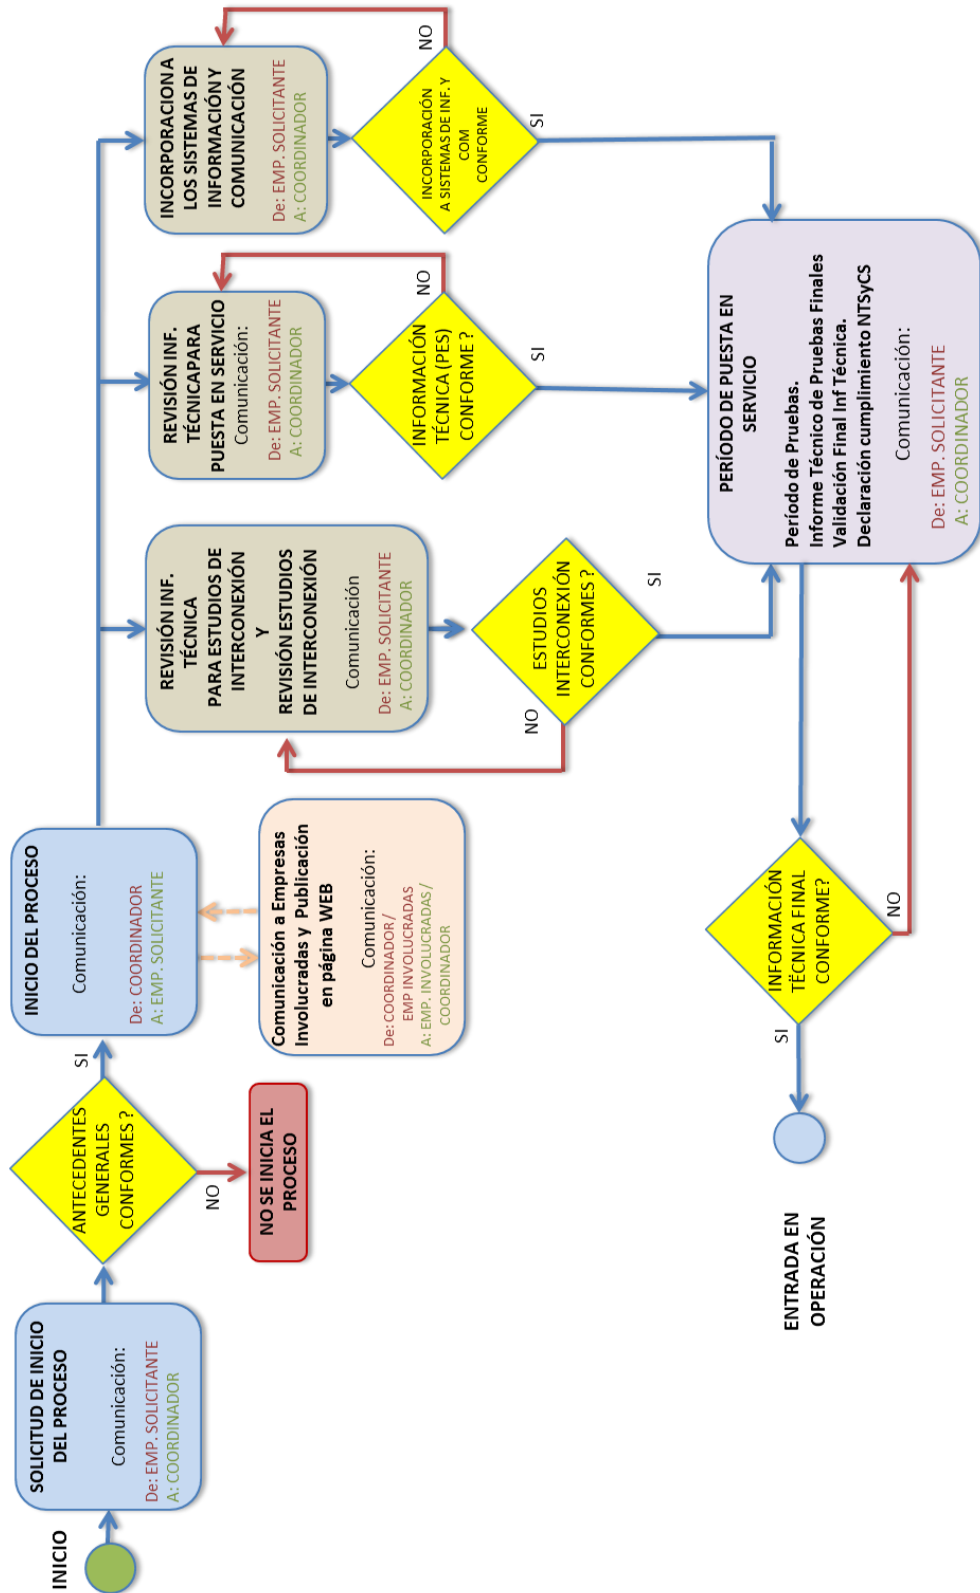 INICIO
SOLICITUD DE INICIO
DEL PROCESO
Comunicación:
De: EMP. SOLICITANTE
A: COORDINADOR
ANTECEDENTES
GENERALES
CONFORMES ?
SI
NO
NO SE INICIA EL
PROCESO
INICIO DEL PROCESO
Comunicación:
De: COORDINADOR
A: EMP. SOLICITANTE
Comunicación a Empresas
Involucradas y Publicación
en página WEB
Comunicación:
De: COORDINADOR /
EMP INVOLUCRADAS
A: EMP. INVOLUCRADAS /
COORDINADOR
REVISIÓN INF.
TÉCNICA
PARA ESTUDIOS DE
INTERCONEXIÓN
Y
REVISIÓN ESTUDIOS
DE INTERCONEXIÓN
Comunicación
De: EMP. SOLICITANTE
A: COORDINADOR
ESTUDIOS
INTERCONEXIÓN
CONFORMES ?
NO
SI
REVISIÓN INF.
TÉCNICAPARA
PUESTA EN SERVICIO
Comunicación:
De: EMP. SOLICITANTE
A: COORDINADOR
INFORMACIÓN
TÉCNICA (PES)
CONFORME ?
NO
SI
INCORPORACION A
LOS SISTEMAS DE
INFORMACIÓN Y
COMUNICACIÓN
De: EMP. SOLICITANTE
A: COORDINADOR
INCORPORACIÓN
A SISTEMAS DE INF. Y
COM
CONFORME
NO
SI
PERÍODO DE PUESTA EN
SERVICIO
Período de Pruebas.
Informe Técnico de Pruebas Finales
Validación Final Inf Técnica.
Declaración cumplimiento NTSyCS
Comunicación:
De: EMP. SOLICITANTE
A: COORDINADOR
INFORMACIÓN
TËCNICA FINAL
CONFORME?
NO
SI
ENTRADA EN
OPERACIÓN